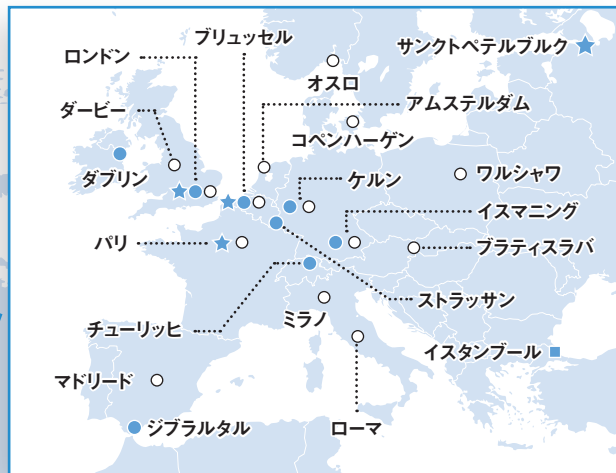 ブリュッセル
サンクトペテルブルク
ロンドン
オスロ
アムステルダム
ダービー
コペンハーゲン
ダブリン
ケルン
ワルシャワ
イスマニング
パリ
ブラティスラバ
ストラッサン
チューリッヒ
ミラノ
イスタンブール
マドリード
ジブラルタル
ローマ